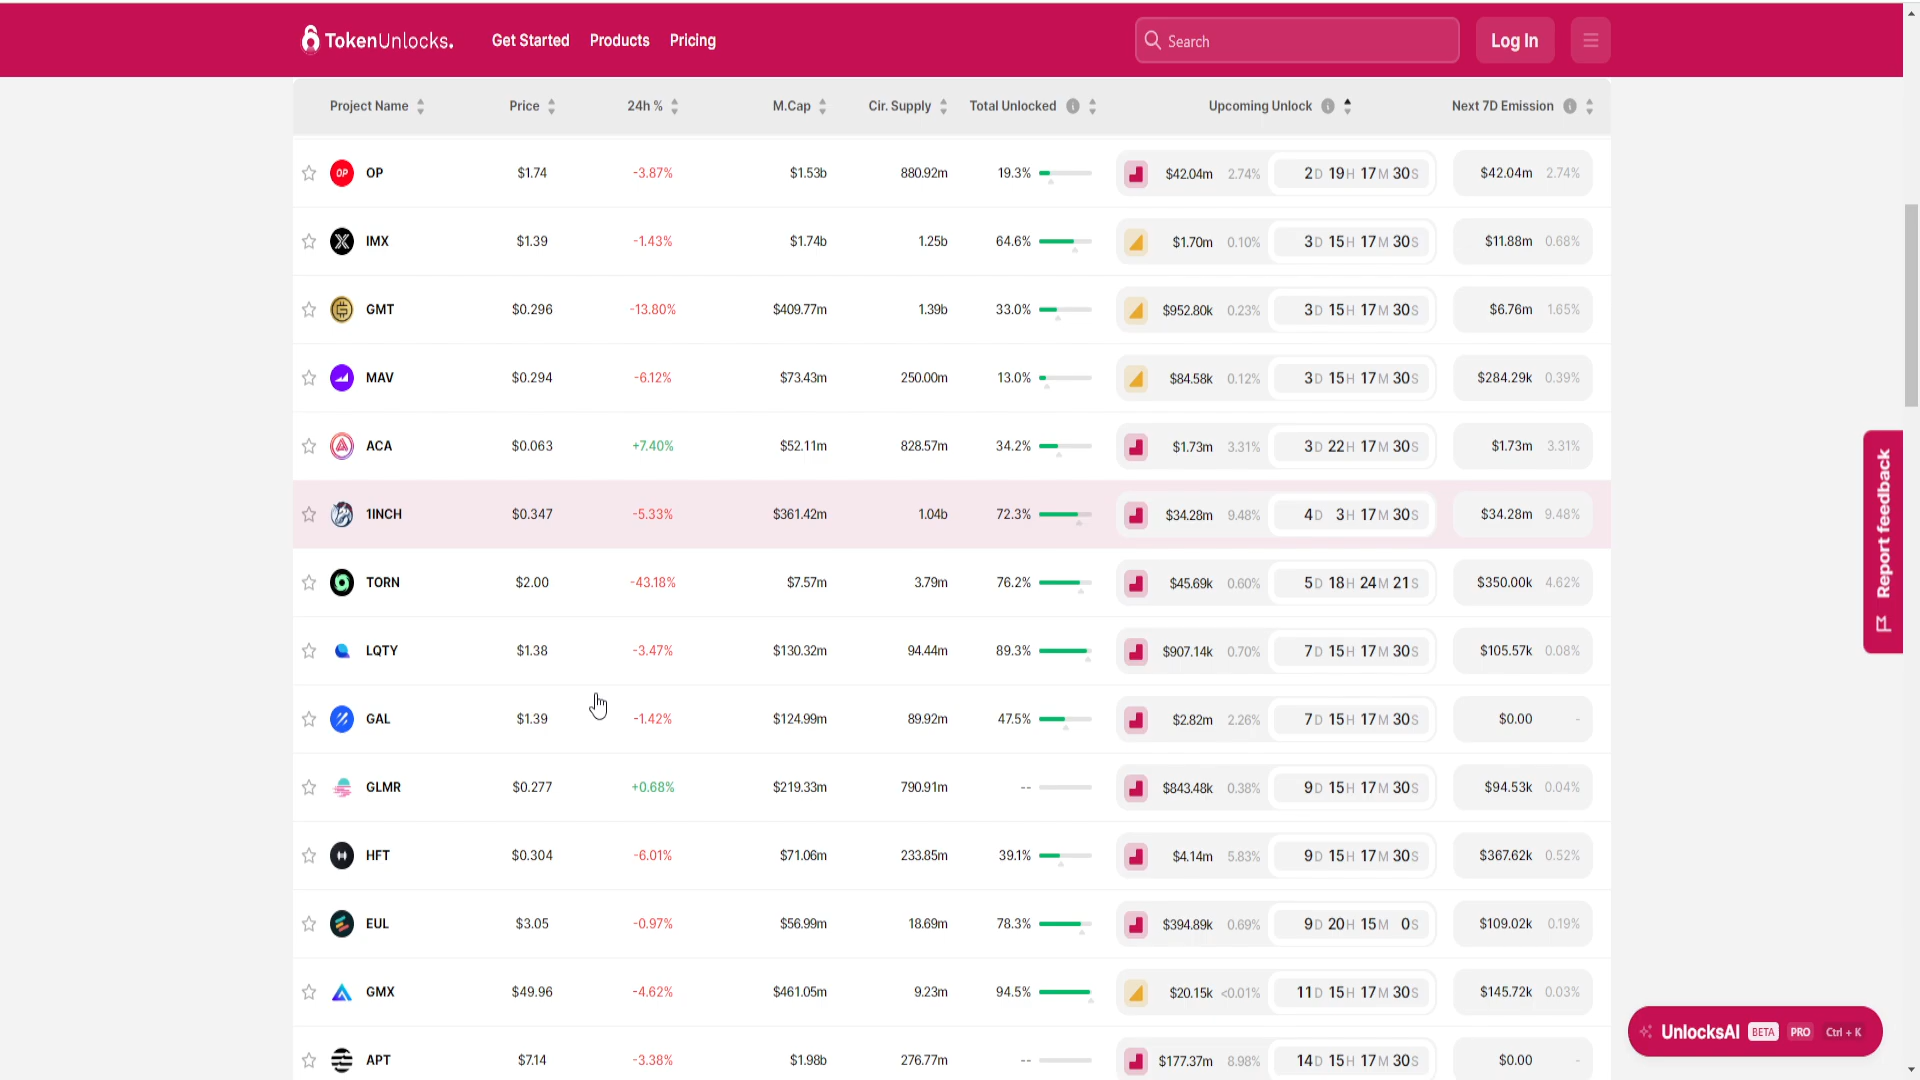 TokenUnlocks. Get Started Products Pricing Search Log In
Project Name Price 24h % M.Cap Cir. Supply Total Unlocked Upcoming Unlock Next 7D Emission
OP OP $1.74 -3.87% $1.53b 880.92m 19.3% $42.04m 2.74% 2D 19H 17M 30S $42.04m 2.74%
IMX $1.39 -1.43% $1.74b 1.25b 64.6% $1.70m 0.10% 3D 15H 17M 30S $11.88m 0.68%
GMT $0.296 -13.80% $409.77m 1.39b 33.0% $952.80k 0.23% 3D 15H 17M 30S $6.76m 1.65%
MAV $0.294 -6.12% $73.43m 250.00m 13.0% $84.58k 0.12% 3D 15H 17M 30S $284.29k 0.39%
ACA $0.063 +7.40% $52.11m 828.57m 34.2% $1.73m 3.31% 3D 22H 17M 30S $1.73m 3.31%
1INCH $0.347 -5.33% $361.42m 1.04b 72.3% $34.28m 9.48% 4D 3H 17M 30S $34.28m 9.48%
Report feedback
TORN $2.00 -43.18% $7.57m 3.79m 76.2% $45.69k 0.60% 5D 18H 24M 21S $350.00k 4.62%
LQTY $1.38 -3.47% $130.32m 94.44m 89.3% $907.14k 0.70% 7D 15H 17M 30S $105.57k 0.08%
GAL $1.39 -1.42% $124.99m 89.92m 47.5% $2.82m 2.26% 7D 15H 17M 30S $0.00 -
GLMR $0.277 +0.68% $219.33m 790.91m -- $843.48k 0.38% 9D 15H 17M 30S $94.53k 0.04%
HFT $0.304 -6.01% $71.06m 233.85m 39.1% $4.14m 5.83% 9D 15H 17M 30S $367.62k 0.52%
EUL $3.05 -0.97% $56.99m 18.69m 78.3% $394.89k 0.69% 9D 20H 15M 0S $109.02k 0.19%
GMX $49.96 -4.62% $461.05m 9.23m 94.5% $20.15k <0.01% 11D 15H 17M 30S $145.72k 0.03%
UnlocksAI BETA PRO Ctrl + K
APT $7.14 -3.38% $1.98b 276.77m -- $177.37m 8.98% 14D 15H 17M 30S $0.00 -